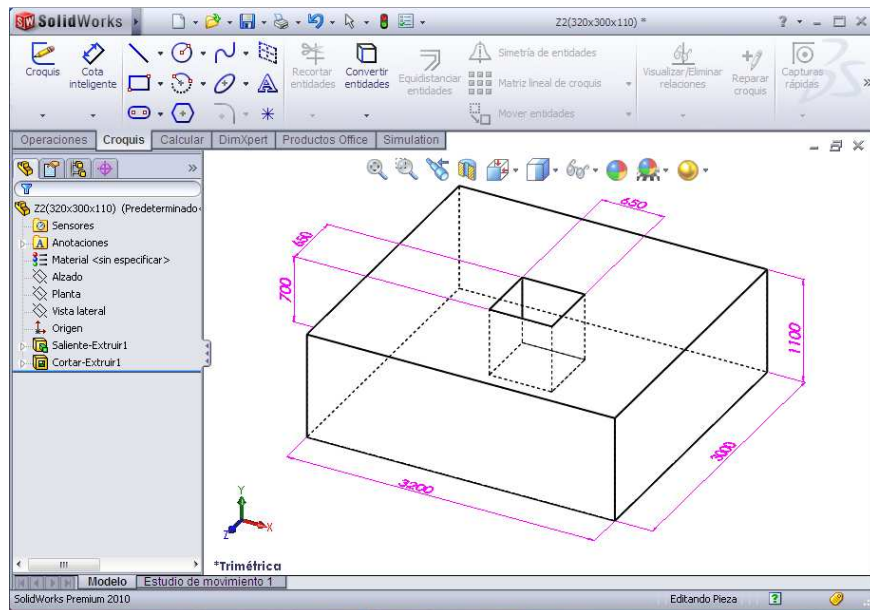 SolidWorks
Z2(320x300x110) *
Croquis
Cota inteligente
Recortar entidades
Convertir entidades
Equidistanciar entidades
Simetría de entidades
Matriz lineal de croquis
Mover entidades
Visualizar/Eliminar relaciones
Reparar croquis
Capturas rápidas
Operaciones Croquis Calcular DimXpert Productos Office Simulation
Z2(320x300x110) (Predeterminado
Sensores
Anotaciones
Material <sin especificar>
Alzado
Planta
Vista lateral
Origen
Saliente-Extruir1
Cortar-Extruir1
650
650
700
1100
3000
3200
Y
X
Z
*Trimétrica
Modelo Estudio de movimiento 1
SolidWorks Premium 2010
Editando Pieza